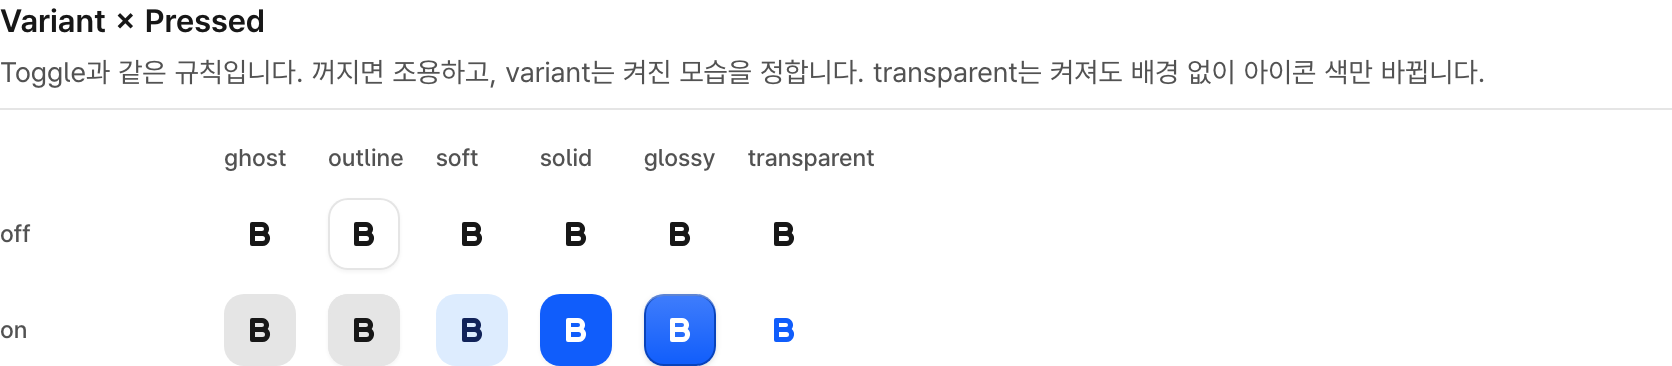 Variant × Pressed
Toggle과 같은 규칙입니다. 꺼지면 조용하고, variant는 켜진 모습을 정합니다. transparent는 켜져도 배경 없이 아이콘 색만 바뀝니다.
ghost outline soft solid glossy transparent
off B B B B B B
on B B B B B B